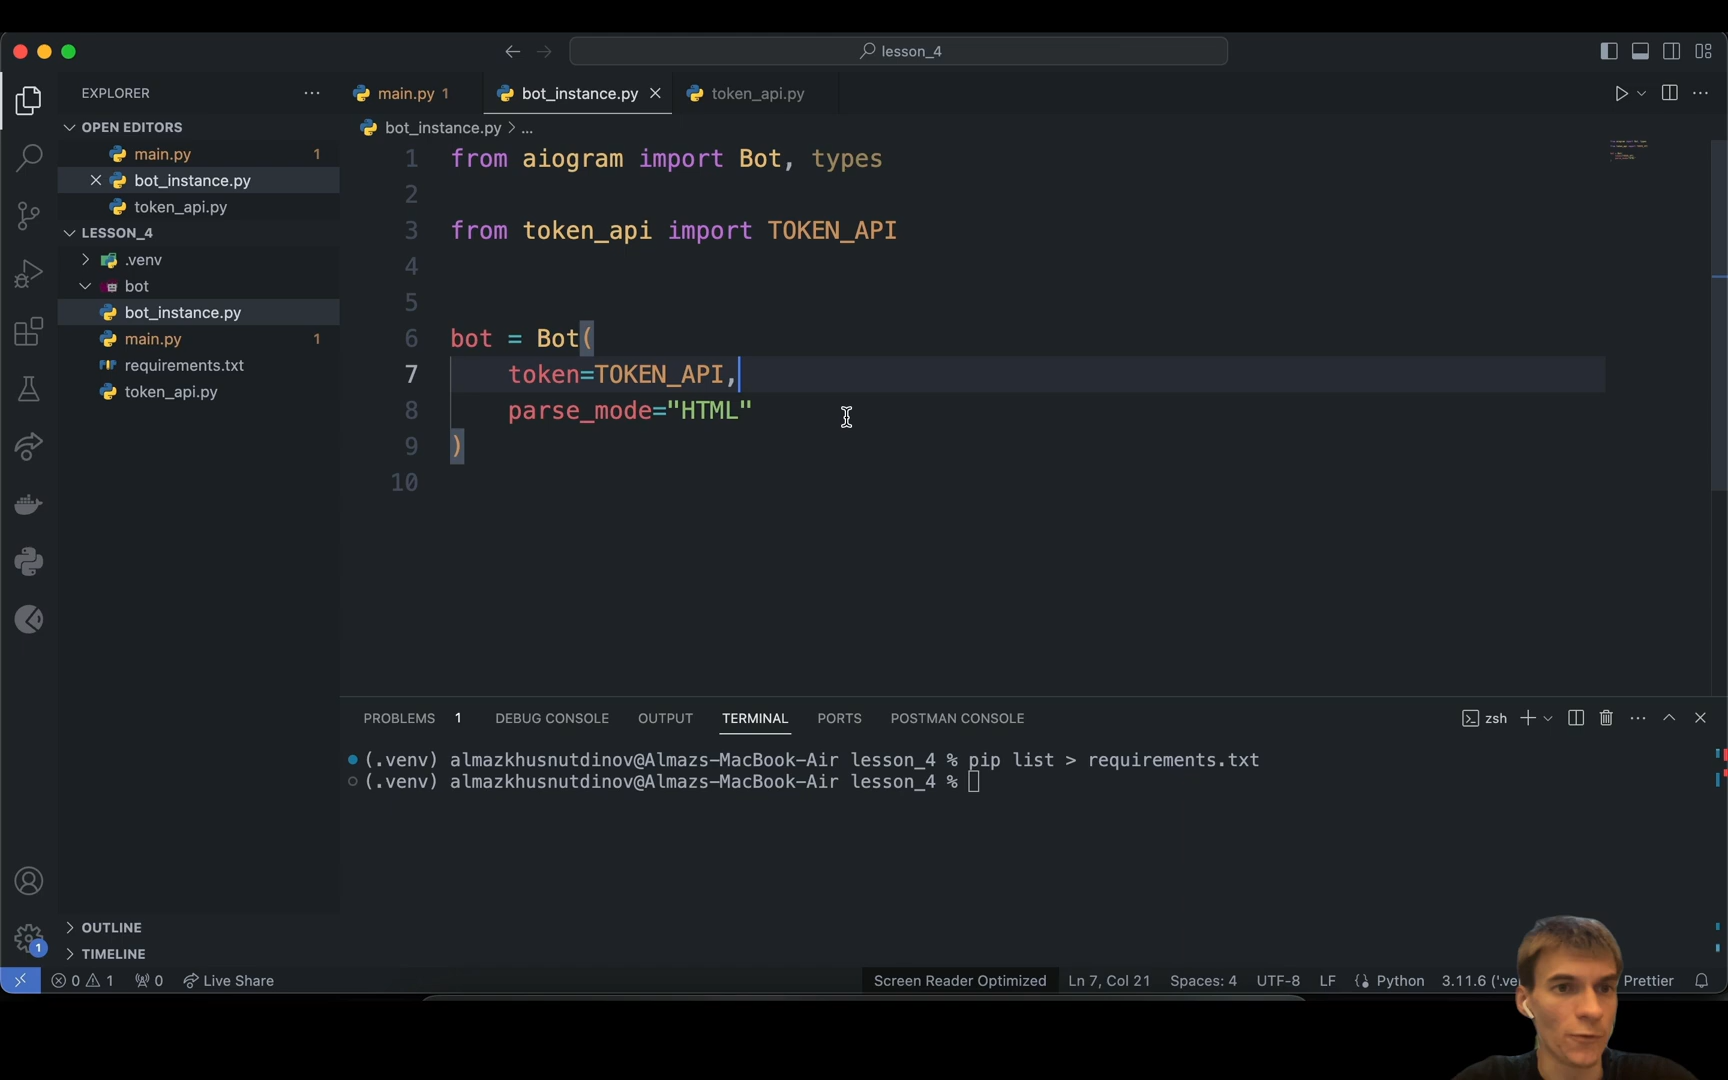 lesson_4
EXPLORER
main.py 1
bot_instance.py
token_api.py
OPEN EDITORS
bot_instance.py > ...
main.py 1
bot_instance.py
token_api.py
LESSON_4
.venv
bot
bot_instance.py
main.py 1
requirements.txt
token_api.py
1 from aiogram import Bot, types
2
3 from token_api import TOKEN_API
4
5
6 bot = Bot(
7 token=TOKEN_API,
8 parse_mode="HTML"
9 )
10
PROBLEMS 1 DEBUG CONSOLE OUTPUT TERMINAL PORTS POSTMAN CONSOLE
zsh
(.venv) almazkhusnutdinov@Almazs-MacBook-Air lesson_4 % pip list > requirements.txt
(.venv) almazkhusnutdinov@Almazs-MacBook-Air lesson_4 %
OUTLINE
TIMELINE
1
0 1 0 Live Share Screen Reader Optimized Ln 7, Col 21 Spaces: 4 UTF-8 LF Python 3.11.6 Prettier